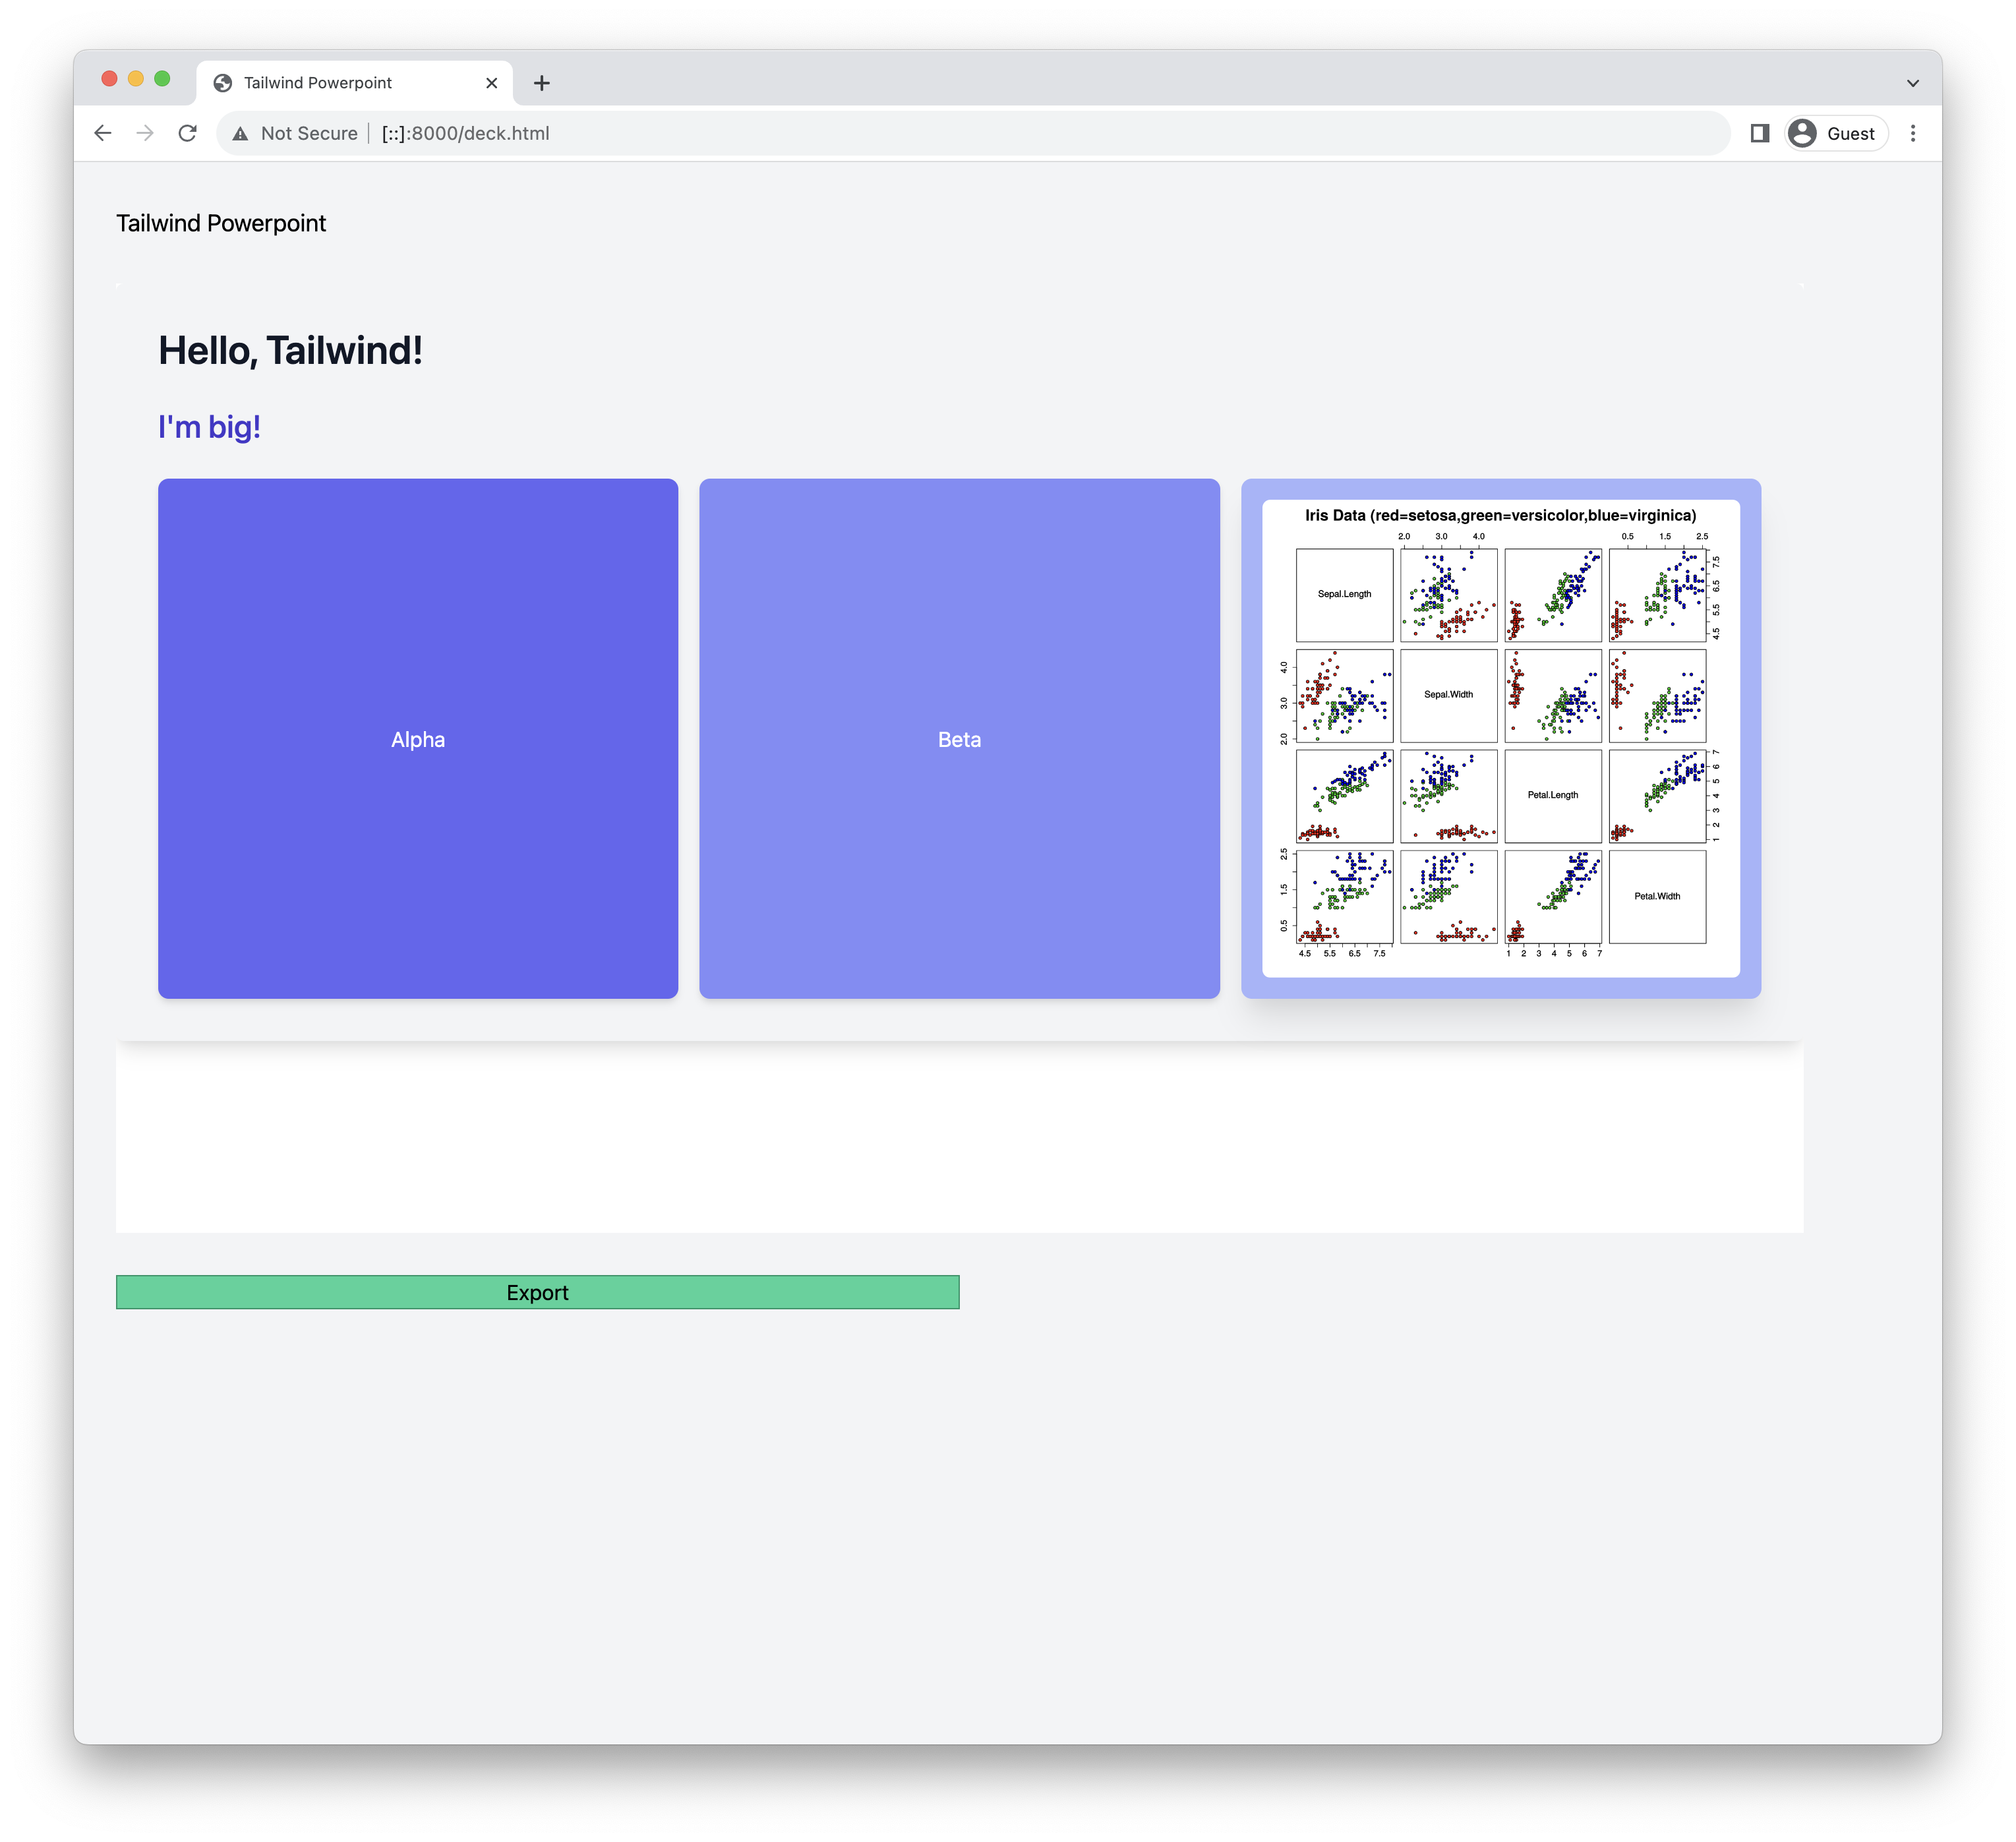 Tailwind Powerpoint
Not Secure [::]:8000/deck.html Guest
Tailwind Powerpoint
Hello, Tailwind!
I'm big!
Alpha
Beta
Iris Data (red=setosa,green=versicolor,blue=virginica)
2.0 3.0 4.0 0.5 1.5 2.5
Sepal.Length
4.5 5.5 6.5 7.5
2.0 3.0 4.0
Sepal.Width
Petal.Length
1 2 3 4 5 6 7
0.5 1.5 2.5
Petal.Width
4.5 5.5 6.5 7.5 1 2 3 4 5 6 7
Export